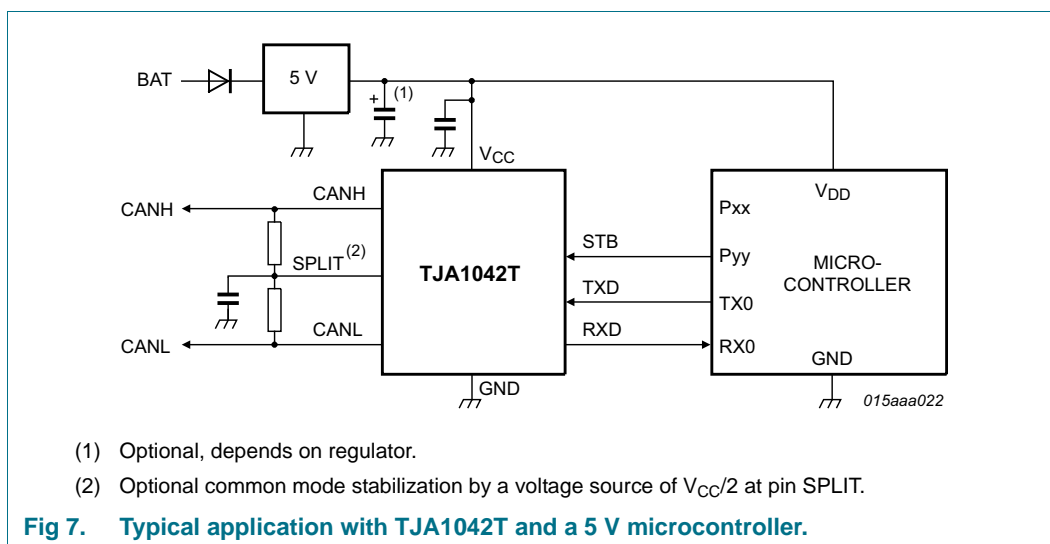 BAT
5 V
+
(1)
VCC
CANH
CANH
SPLIT(2)
CANL
CANL
TJA1042T
GND
STB
TXD
RXD
VDD
Pxx
Pyy
TX0
RX0
MICRO-
CONTROLLER
GND
015aaa022
(1) Optional, depends on regulator.
(2) Optional common mode stabilization by a voltage source of VCC/2 at pin SPLIT.
Fig 7. Typical application with TJA1042T and a 5 V microcontroller.